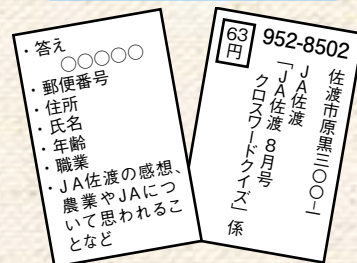 ・答え
○○○○○
・郵便番号
・住所
・氏名
・年齢
・職業
・JA佐渡の感想、
農業やJAにつ
いて思われるこ
となど
63
円
952-8502
佐渡市原黒三〇〇ー一
JA佐渡
「JA佐渡 8月号
クロスワードクイズ」係